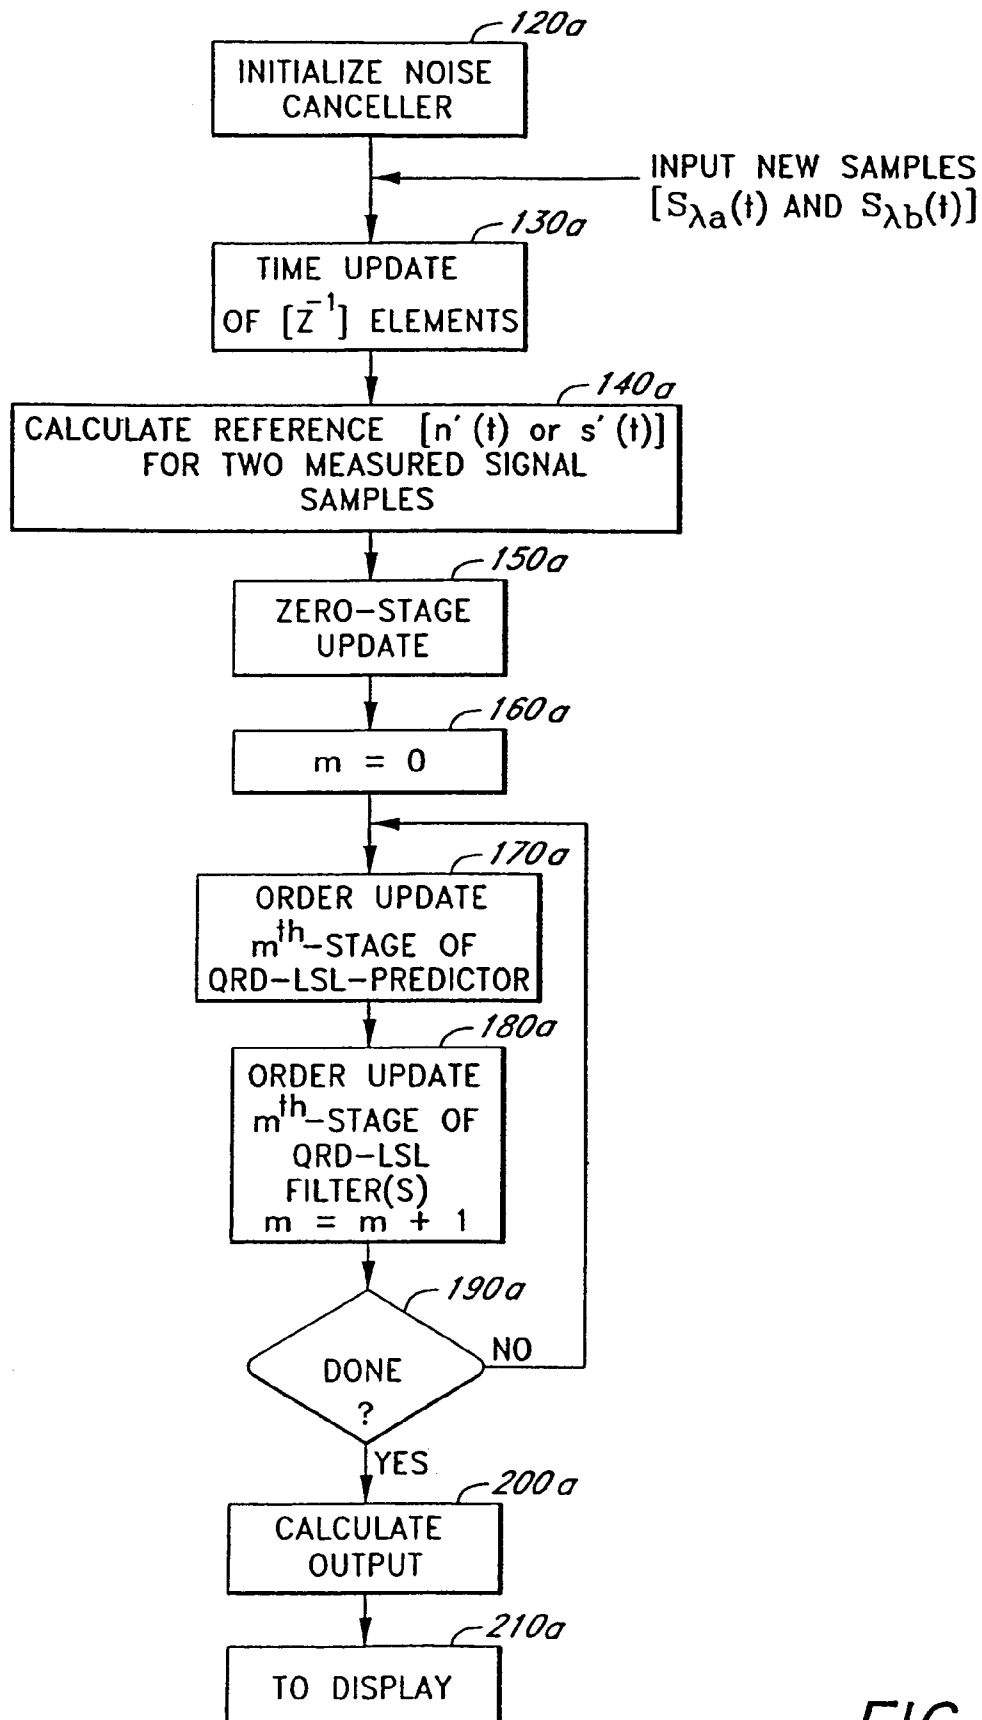 120a
INITIALIZE NOISE
CANCELLER
INPUT NEW SAMPLES
[Sλa(t) AND Sλb(t)]
130a
TIME UPDATE
OF [Z⁻¹] ELEMENTS
140a
CALCULATE REFERENCE [n'(t) or s'(t)]
FOR TWO MEASURED SIGNAL
SAMPLES
150a
ZERO-STAGE
UPDATE
160a
m = 0
170a
ORDER UPDATE
mth-STAGE OF
QRD-LSL-PREDICTOR
180a
ORDER UPDATE
mth-STAGE OF
QRD-LSL
FILTER(S)
m = m + 1
190a
DONE
?
NO
YES
200a
CALCULATE
OUTPUT
210a
TO DISPLAY
FIG